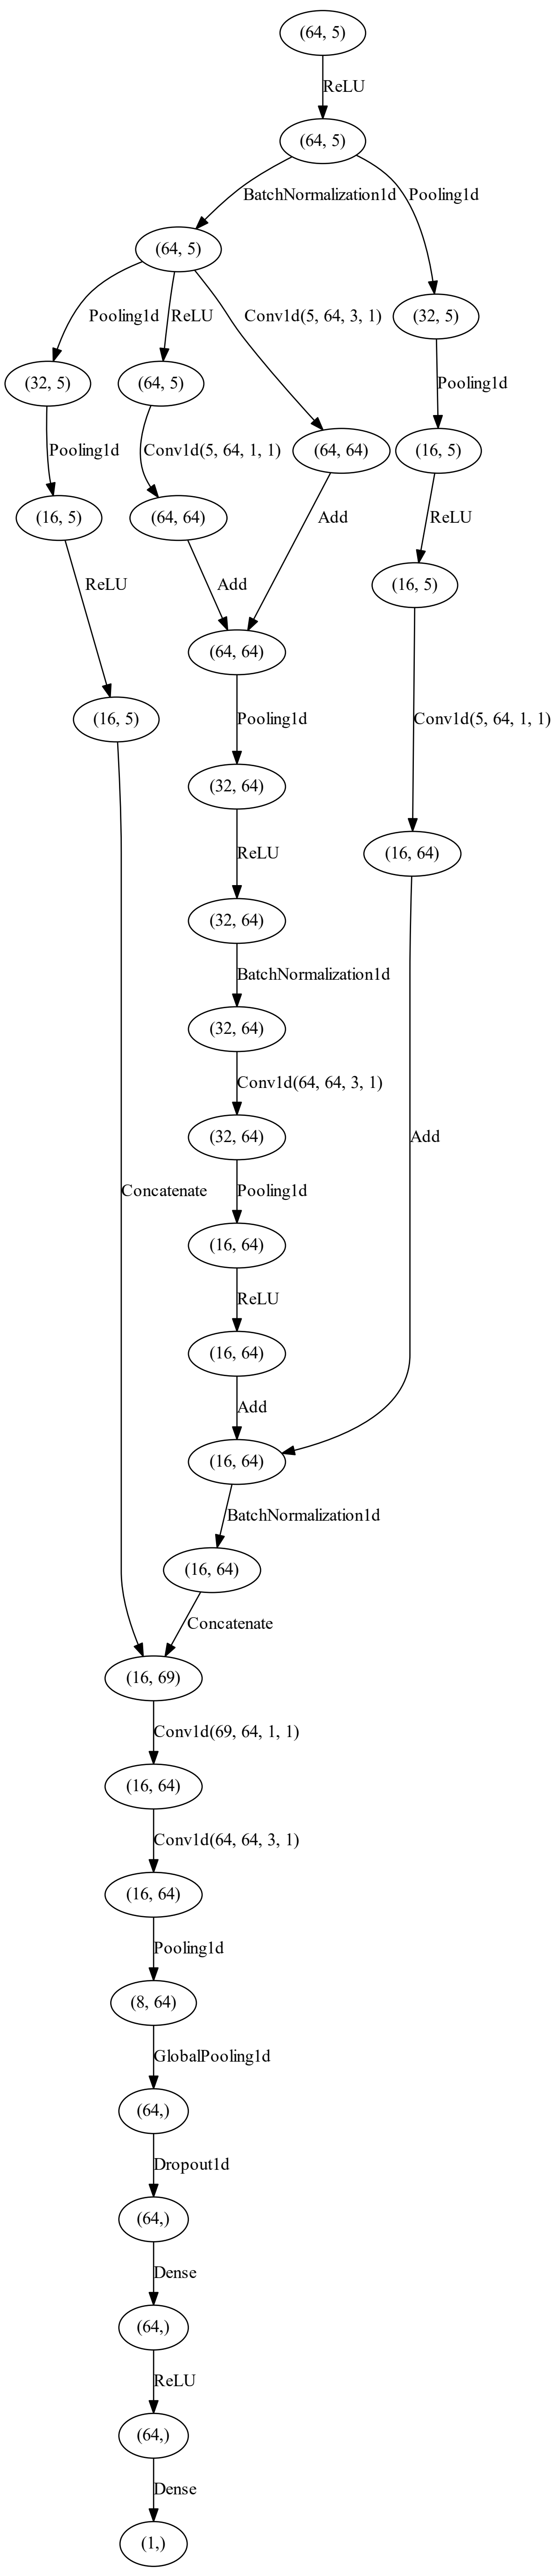 (64, 5)
ReLU
(64, 5)
BatchNormalization1d Pooling1d
(64, 5)
Pooling1d ReLU Conv1d(5, 64, 3, 1) (32, 5)
(32, 5) (64, 5) Pooling1d
Pooling1d Conv1d(5, 64, 1, 1) (64, 64) (16, 5)
(16, 5) (64, 64) Add ReLU
ReLU Add (16, 5)
(64, 64)
(16, 5) Pooling1d Conv1d(5, 64, 1, 1)
(32, 64)
ReLU (16, 64)
(32, 64)
BatchNormalization1d
(32, 64)
Conv1d(64, 64, 3, 1)
(32, 64) Add
Concatenate Pooling1d
(16, 64)
ReLU
(16, 64)
Add
(16, 64)
BatchNormalization1d
(16, 64)
Concatenate
(16, 69)
Conv1d(69, 64, 1, 1)
(16, 64)
Conv1d(64, 64, 3, 1)
(16, 64)
Pooling1d
(8, 64)
GlobalPooling1d
(64,)
Dropout1d
(64,)
Dense
(64,)
ReLU
(64,)
Dense
(1,)